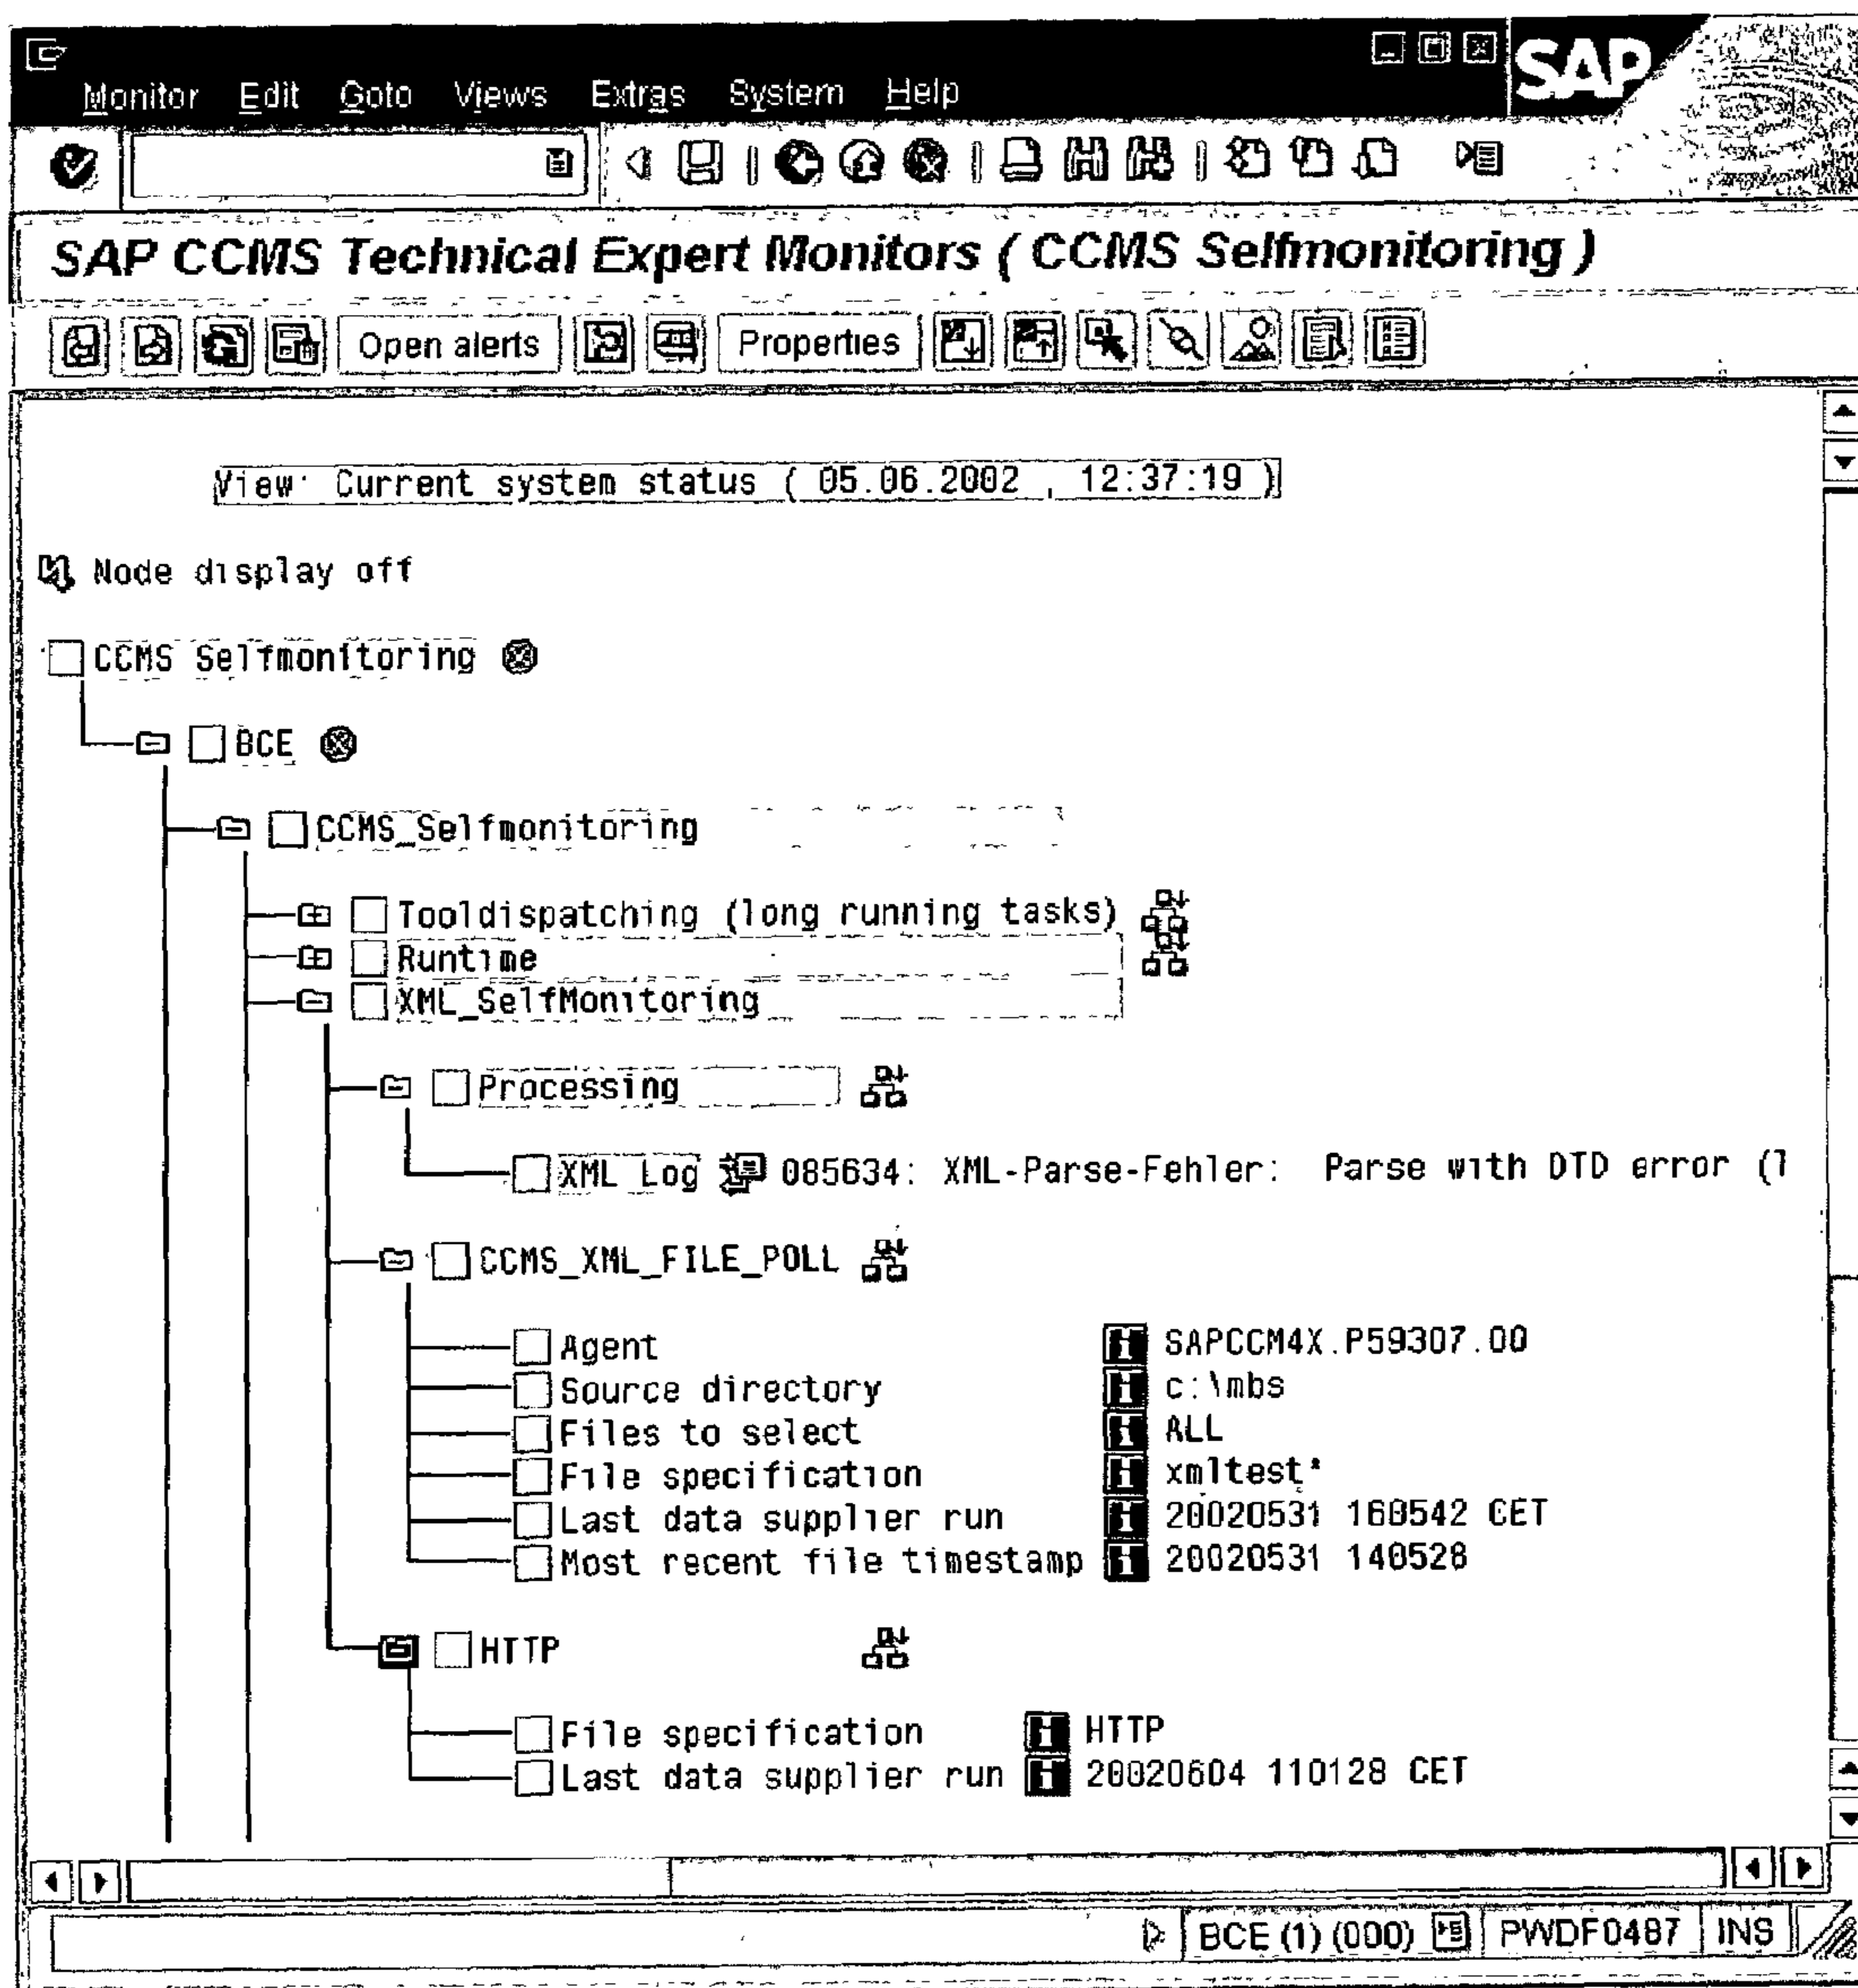 SAP
Monitor Edit Goto Views Extras System Help
SAP CCMS Technical Expert Monitors ( CCMS Selfmonitoring )
Open alerts Properties
View: Current system status ( 05.06.2002 , 12:37:19 )
Node display off
CCMS Selfmonitoring
BCE
CCMS_Selfmonitoring
Tooldispatching (long running tasks)
Runtime
XML_SelfMonitoring
Processing
XML Log 085634: XML-Parse-Fehler: Parse with DTD error (l
CCMS_XML_FILE_POLL
Agent SAPCCM4X.P59307.00
Source directory c:\mbs
Files to select ALL
File specification xmltest*
Last data supplier run 20020531 160542 CET
Most recent file timestamp 20020531 140528
HTTP
File specification HTTP
Last data supplier run 20020604 110128 CET
BCE (1) (000) PWDF0487 INS